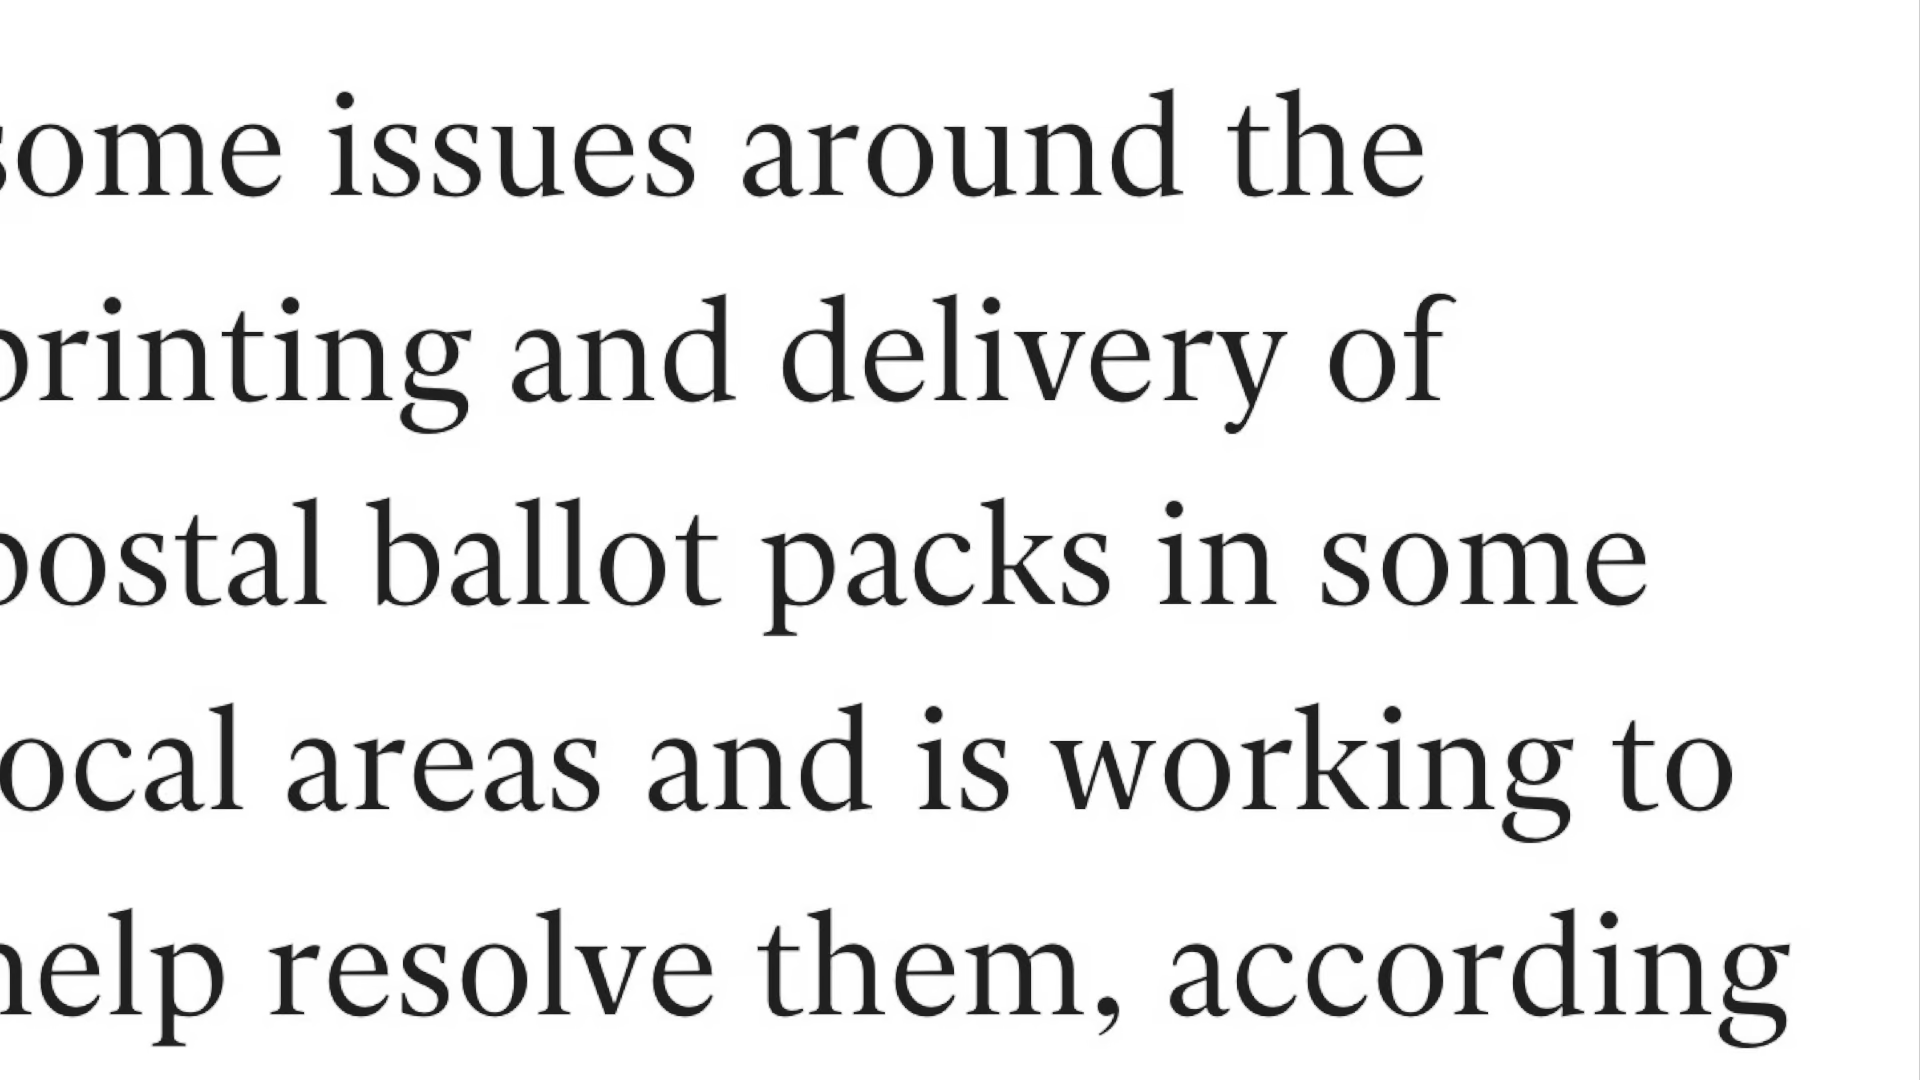 some issues around the
printing and delivery of
postal ballot packs in some
local areas and is working to
help resolve them, according